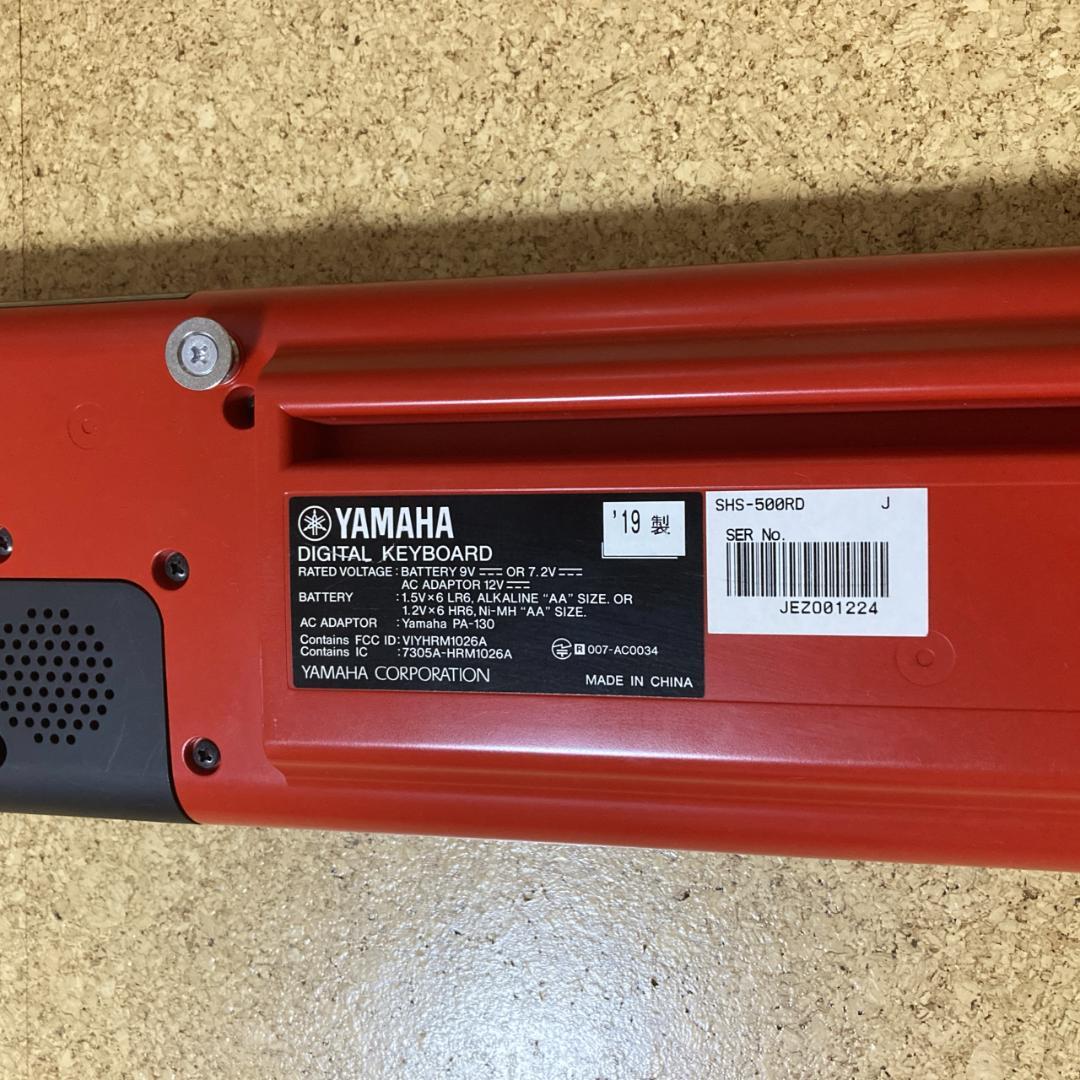 YAMAHA
'19 製
DIGITAL KEYBOARD
RATED VOLTAGE : BATTERY 9V ⎓ OR 7.2V ⎓
AC ADAPTOR 12V ⎓
BATTERY : 1.5V×6 LR6, ALKALINE “AA” SIZE. OR
1.2V×6 HR6, Ni-MH “AA” SIZE.
AC ADAPTOR : Yamaha PA-130
Contains FCC ID : VIYHRM1026A
Contains IC : 7305A-HRM1026A
R 007-AC0034
YAMAHA CORPORATION
MADE IN CHINA
SHS-500RD J
SER No.
JEZ001224